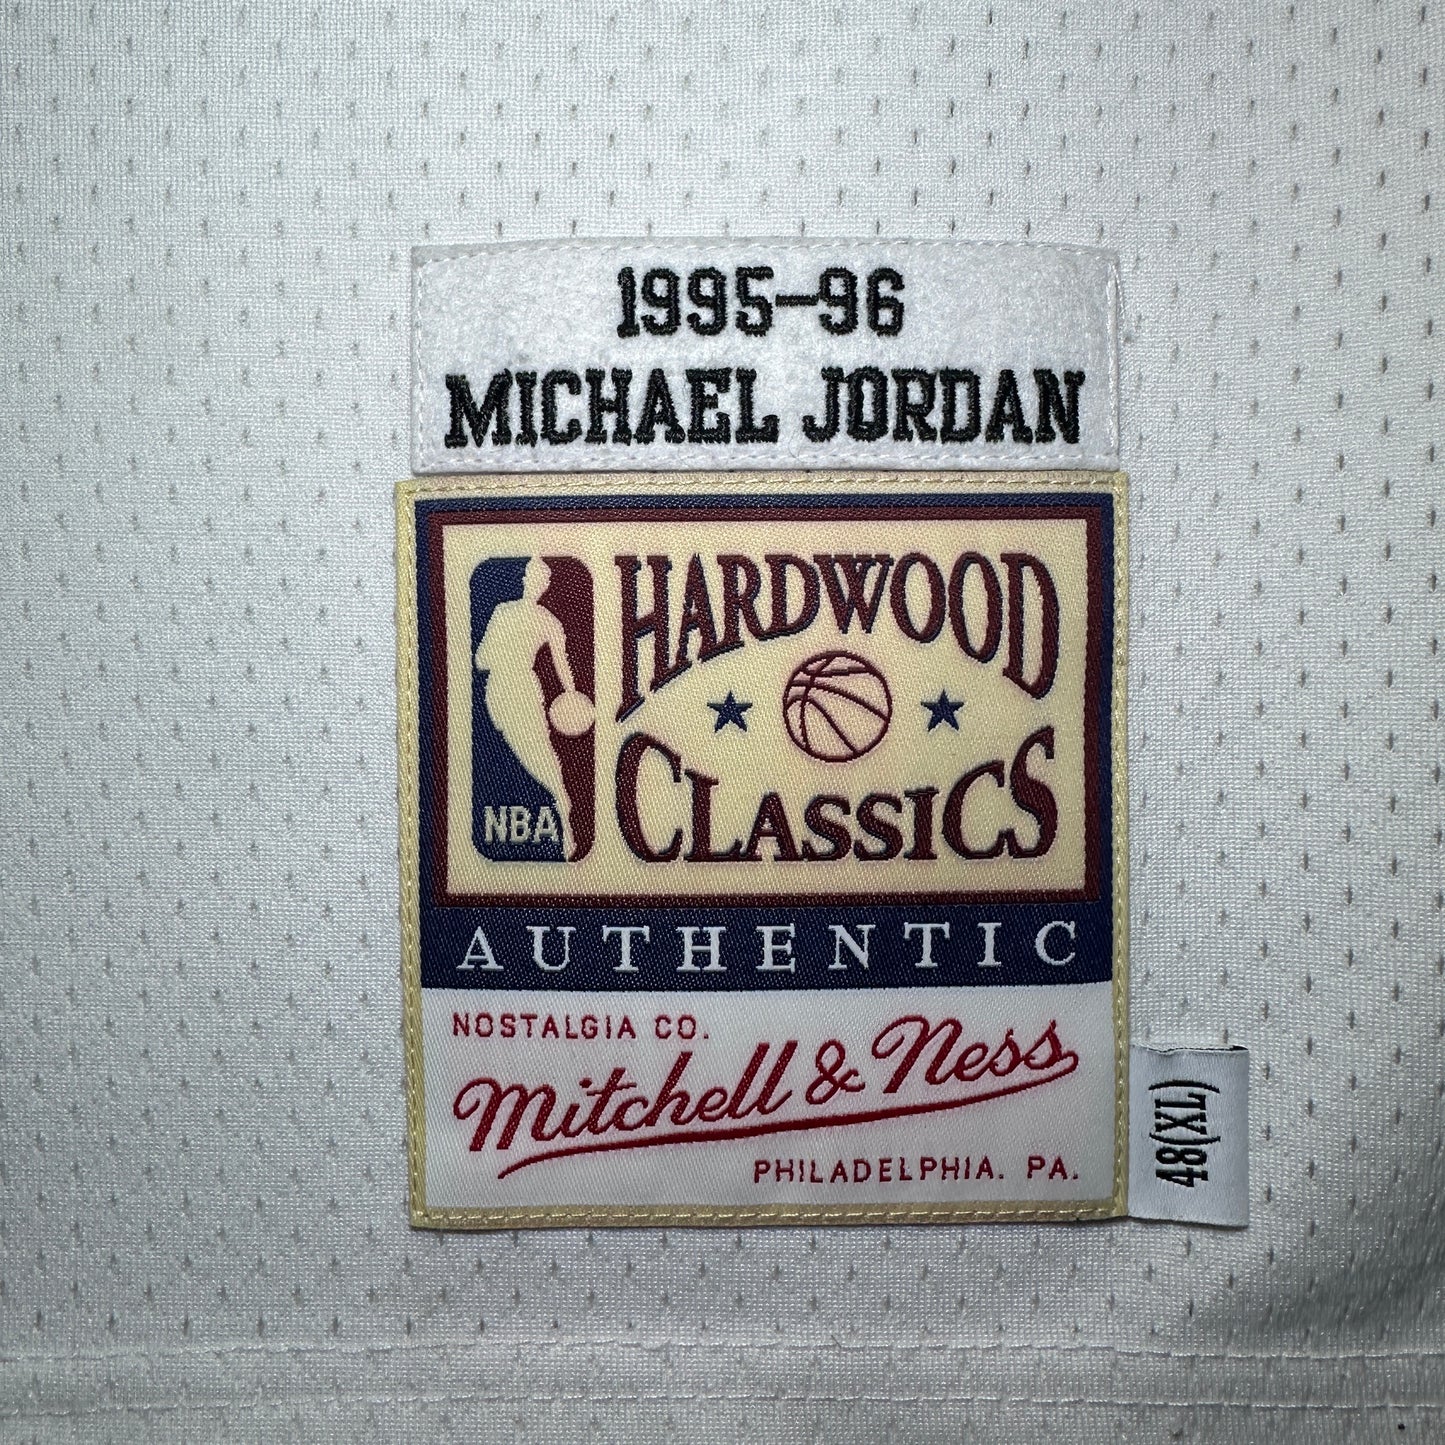 1995-96
MICHAEL JORDAN
HARDWOOD
CLASSICS
NBA
AUTHENTIC
NOSTALGIA CO.
Mitchell & Ness
PHILADELPHIA. PA.
48(XL)